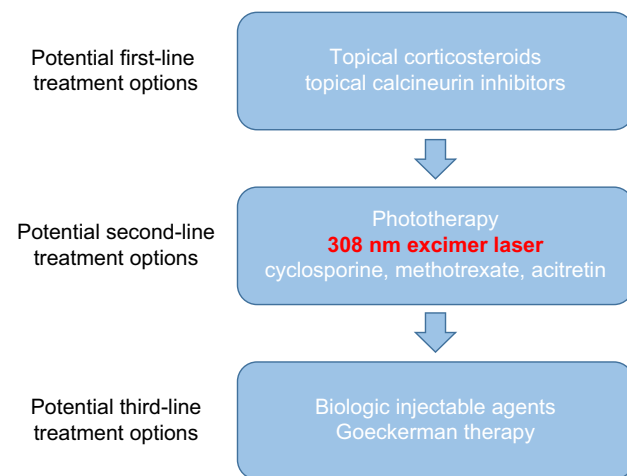 Potential first-line
treatment options
Topical corticosteroids
topical calcineurin inhibitors
Potential second-line
treatment options
Phototherapy
308 nm excimer laser
cyclosporine, methotrexate, acitretin
Potential third-line
treatment options
Biologic injectable agents
Goeckerman therapy